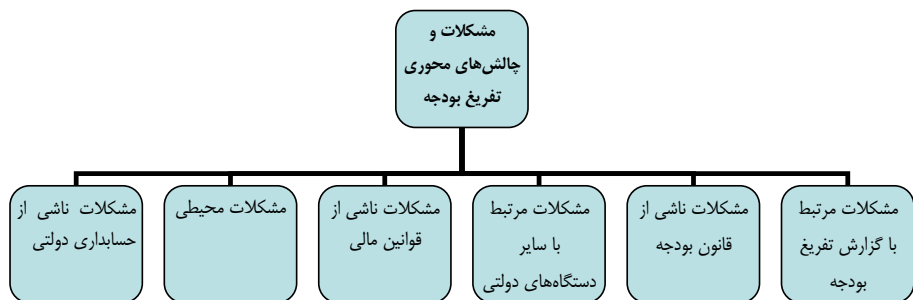 مشکلات و
چالش‌های محوری
تفریغ بودجه
مشکلات مرتبط
با گزارش تفریغ
بودجه
مشکلات ناشی از
قانون بودجه
مشکلات مرتبط
با سایر
دستگاه‌های دولتی
مشکلات ناشی از
قوانین مالی
مشکلات محیطی
مشکلات ناشی از
حسابداری دولتی